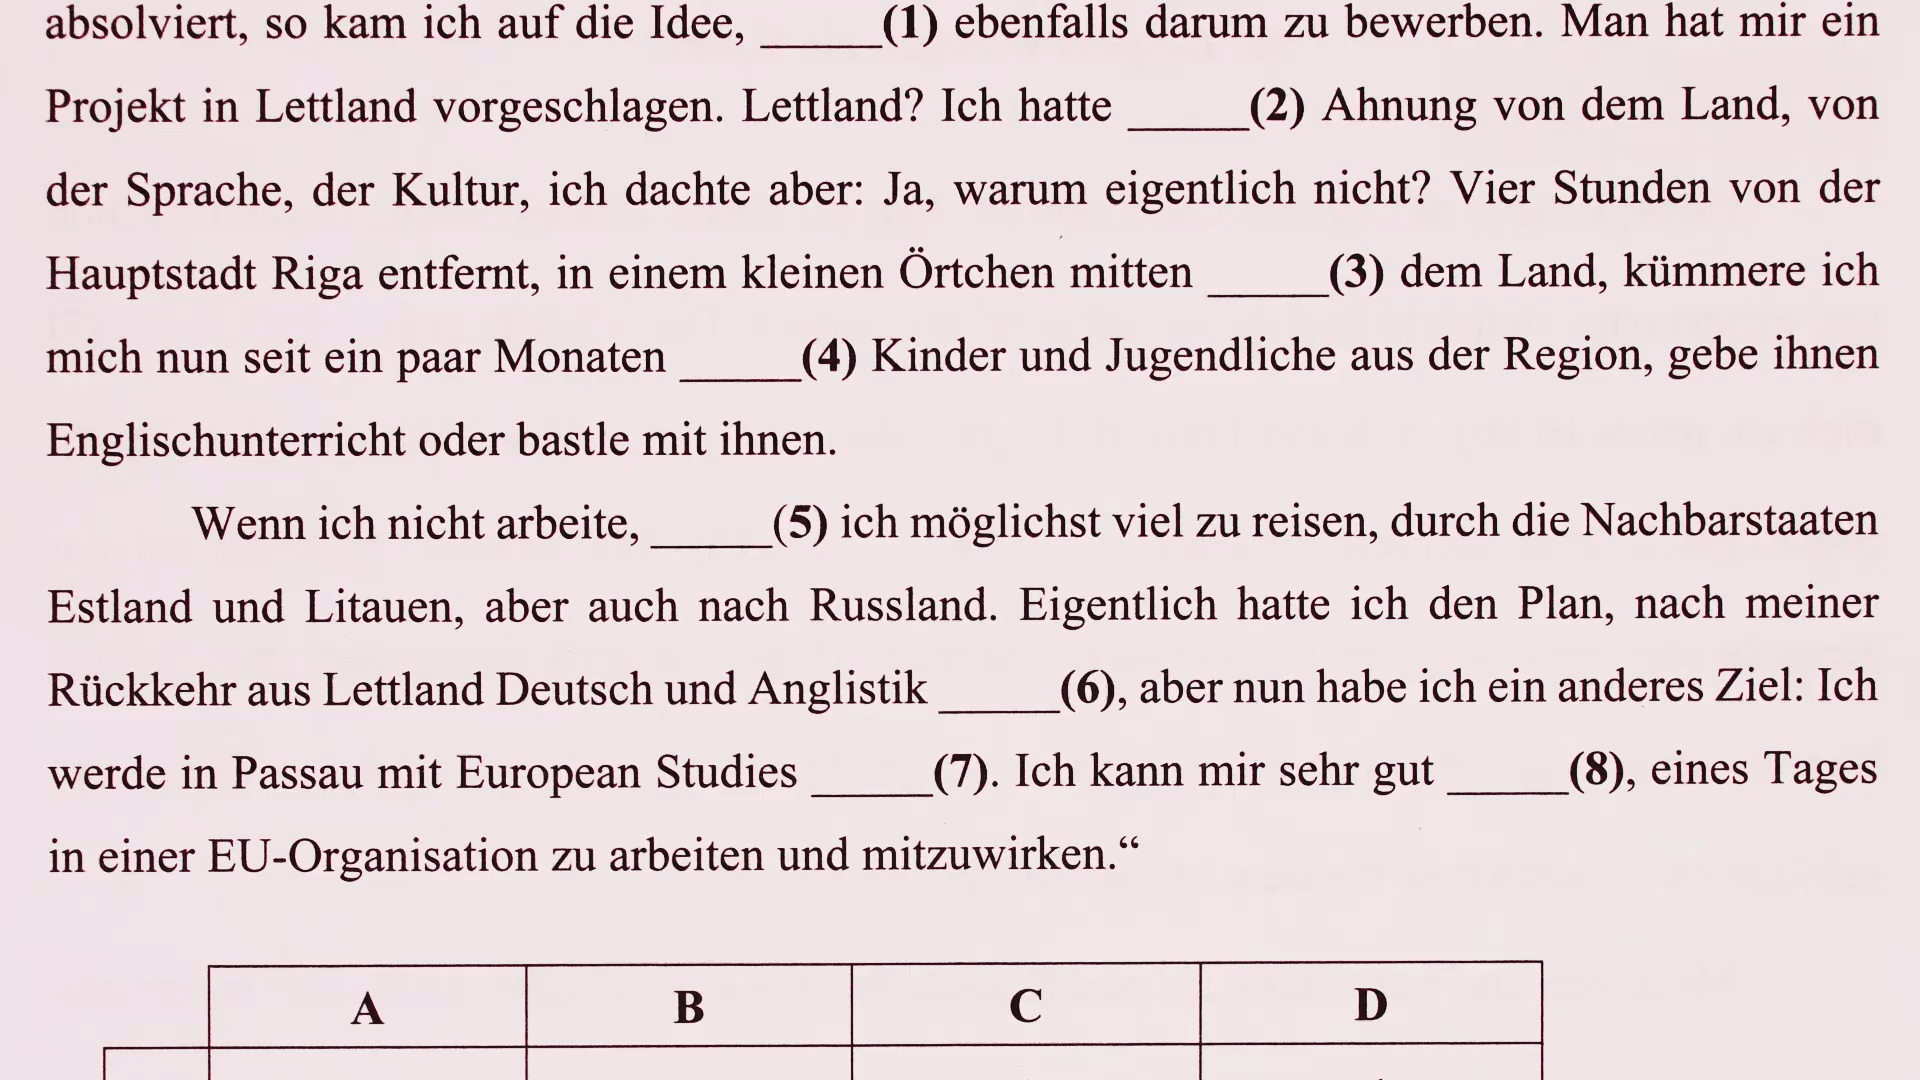 absolviert, so kam ich auf die Idee, _____(1) ebenfalls darum zu bewerben. Man hat mir ein
Projekt in Lettland vorgeschlagen. Lettland? Ich hatte _____(2) Ahnung von dem Land, von
der Sprache, der Kultur, ich dachte aber: Ja, warum eigentlich nicht? Vier Stunden von der
Hauptstadt Riga entfernt, in einem kleinen Örtchen mitten _____(3) dem Land, kümmere ich
mich nun seit ein paar Monaten _____(4) Kinder und Jugendliche aus der Region, gebe ihnen
Englischunterricht oder bastle mit ihnen.
Wenn ich nicht arbeite, _____(5) ich möglichst viel zu reisen, durch die Nachbarstaaten
Estland und Litauen, aber auch nach Russland. Eigentlich hatte ich den Plan, nach meiner
Rückkehr aus Lettland Deutsch und Anglistik _____(6), aber nun habe ich ein anderes Ziel: Ich
werde in Passau mit European Studies _____(7). Ich kann mir sehr gut _____(8), eines Tages
in einer EU-Organisation zu arbeiten und mitzuwirken.“
A B C D